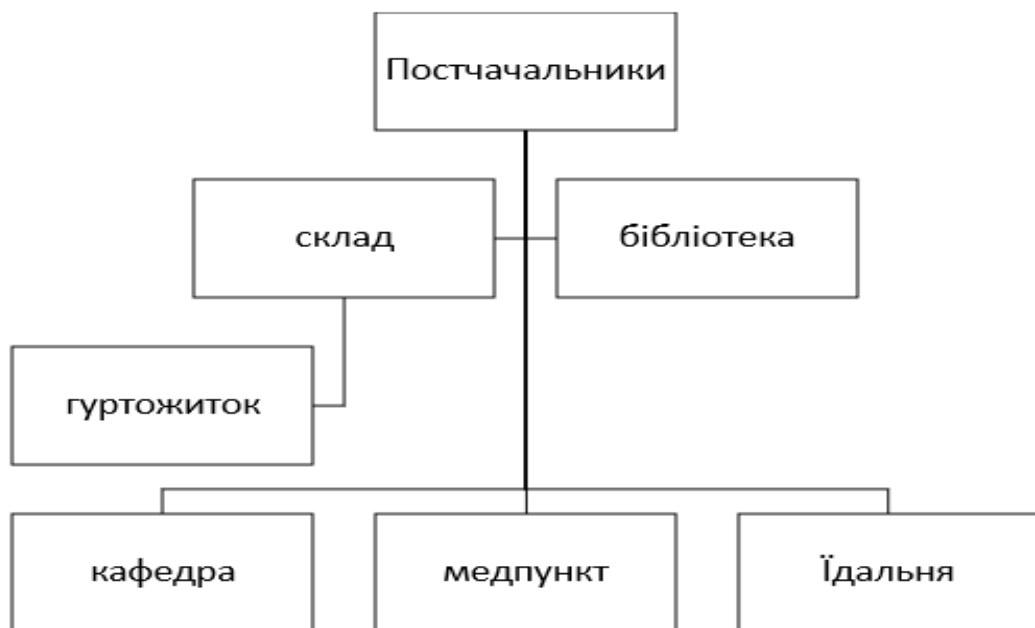 Постчачальники
склад
бібліотека
гуртожиток
кафедра
медпункт
Їдальня